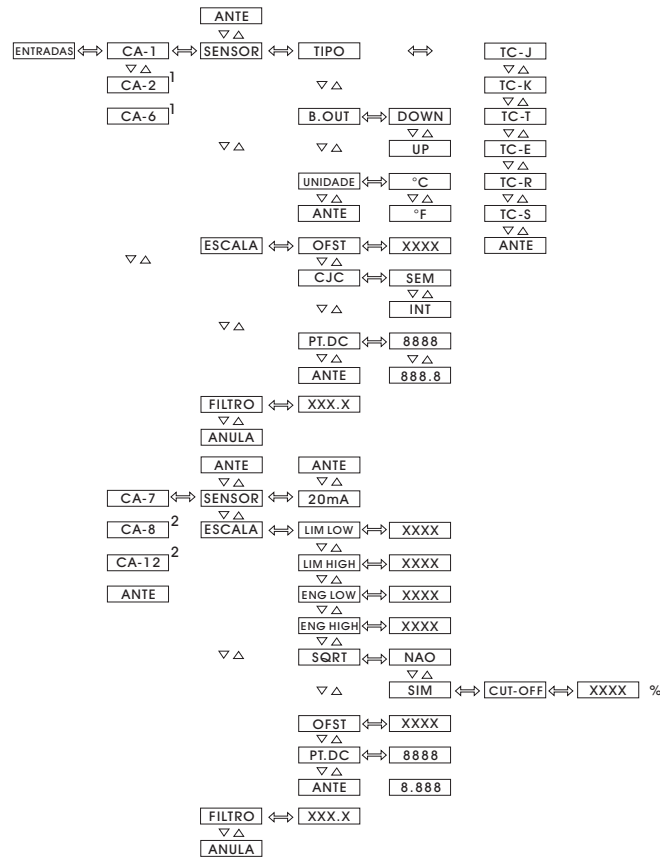 ANTE
ENTRADAS CA-1 SENSOR TIPO TC-J
CA-2 1 TC-K
CA-6 1 B.OUT DOWN TC-T
UP TC-E
UNIDADE °C TC-R
ANTE °F TC-S
ESCALA OFST XXXX ANTE
CJC SEM
INT
PT.DC 8888
ANTE 888.8
FILTRO XXX.X
ANULA
ANTE ANTE
CA-7 SENSOR 20mA
CA-8 2 ESCALA LIM LOW XXXX
CA-12 2 LIM HIGH XXXX
ANTE ENG LOW XXXX
ENG HIGH XXXX
SQRT NAO
SIM CUT-OFF XXXX %
OFST XXXX
PT.DC 8888
ANTE 8.888
FILTRO XXX.X
ANULA